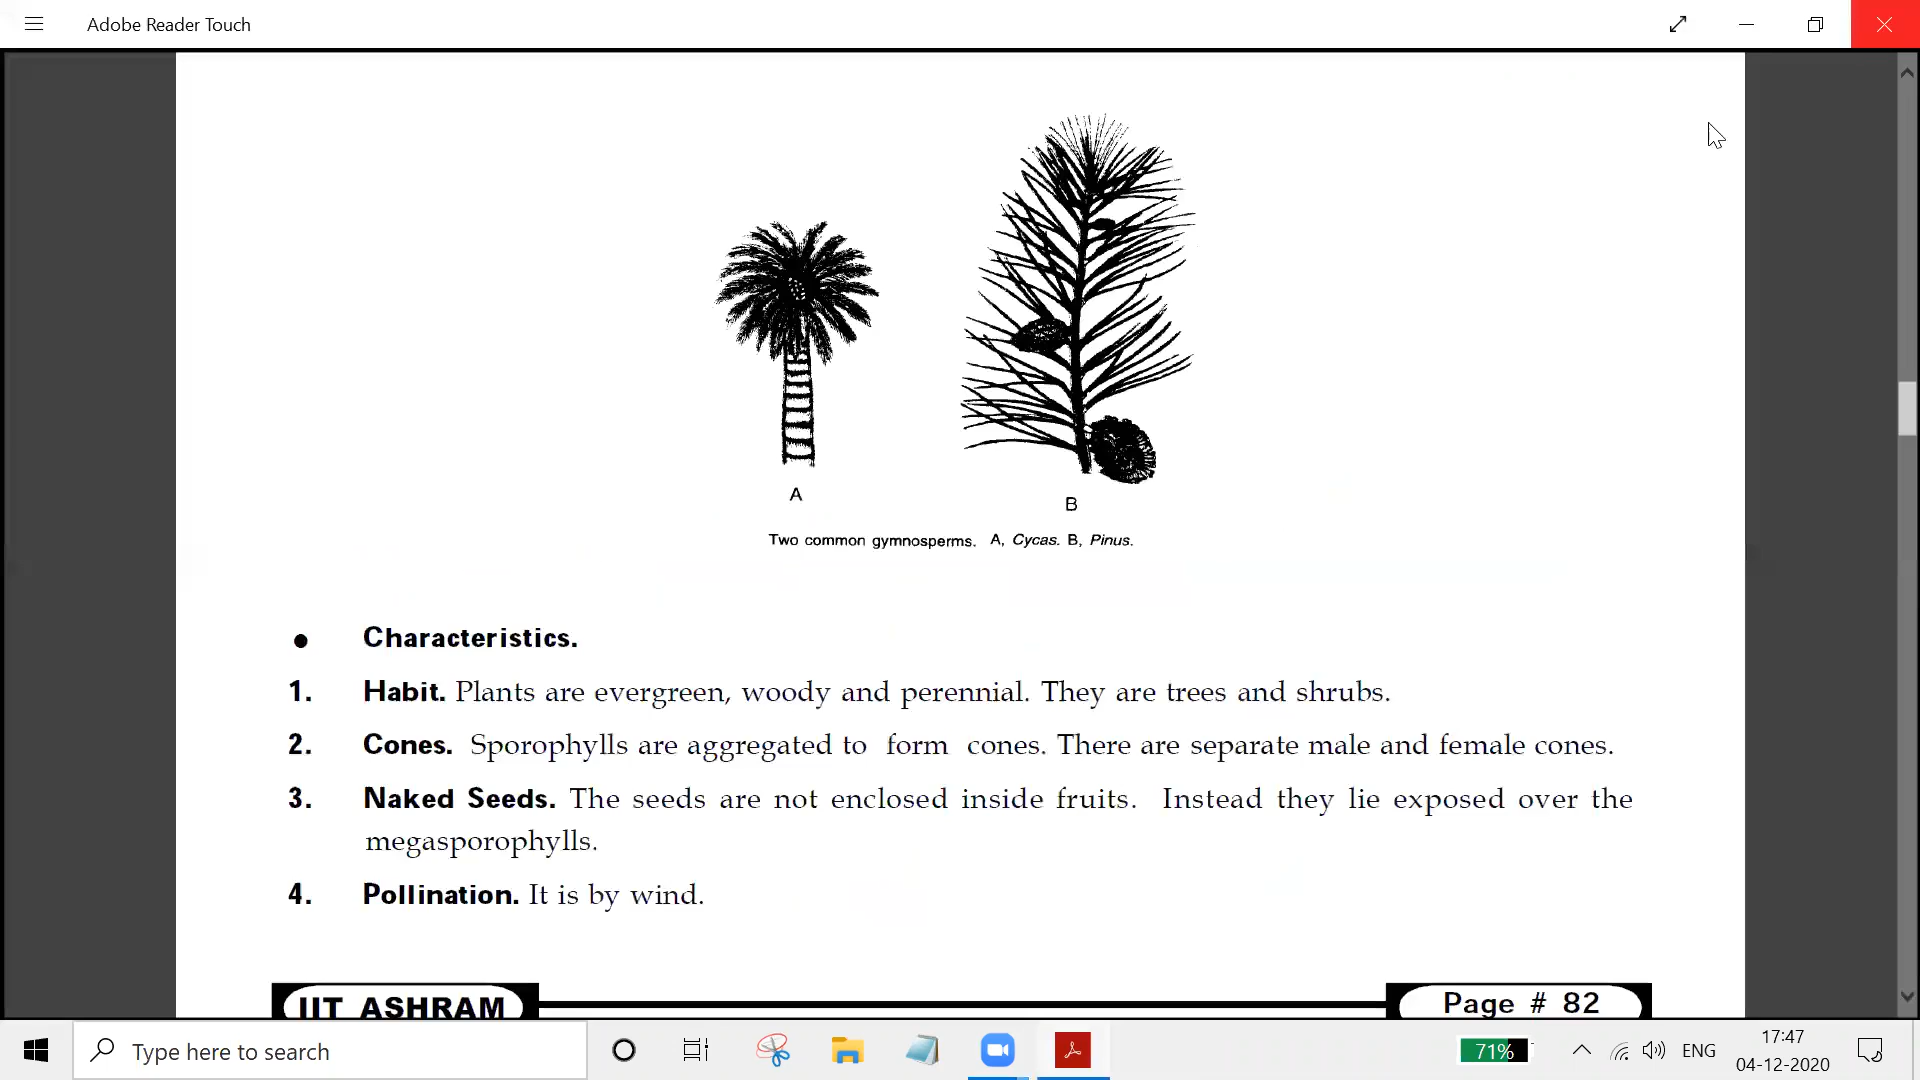 Adobe Reader Touch
A
B
Two common gymnosperms. A, Cycas. B, Pinus.
● Characteristics.
1. Habit. Plants are evergreen, woody and perennial. They are trees and shrubs.
2. Cones. Sporophylls are aggregated to form cones. There are separate male and female cones.
3. Naked Seeds. The seeds are not enclosed inside fruits. Instead they lie exposed over the
megasporophylls.
4. Pollination. It is by wind.
IIT ASHRAM
Page # 82
Type here to search
71%
ENG
17:47
04-12-2020